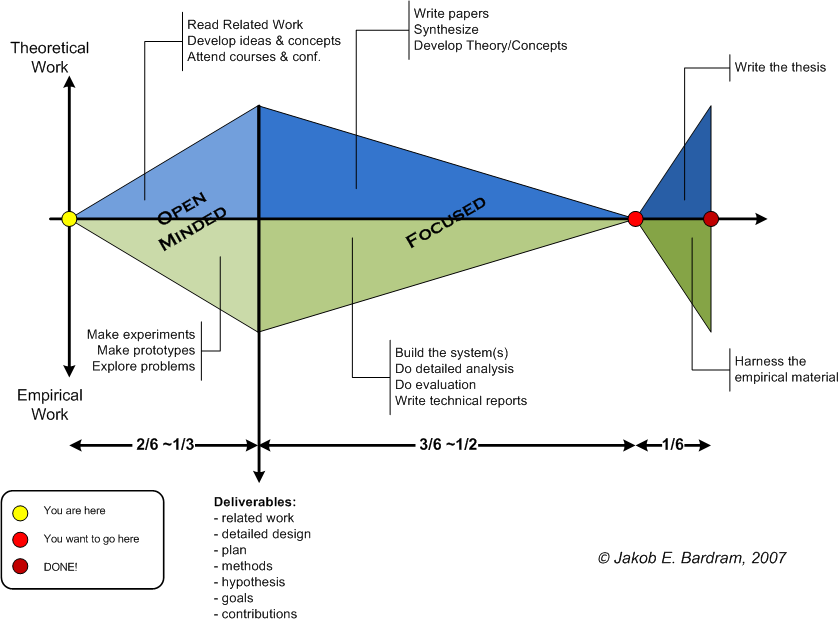 Theoretical
Work
Read Related Work
Develop ideas & concepts
Attend courses & conf.
Write papers
Synthesize
Develop Theory/Concepts
Write the thesis
OPEN
MINDED
FOCUSED
Make experiments
Make prototypes
Explore problems
Build the system(s)
Do detailed analysis
Do evaluation
Write technical reports
Harness the
empirical material
Empirical
Work
2/6 ~1/3
3/6 ~1/2
1/6
You are here
You want to go here
DONE!
Deliverables:
- related work
- detailed design
- plan
- methods
- hypothesis
- goals
- contributions
© Jakob E. Bardram, 2007